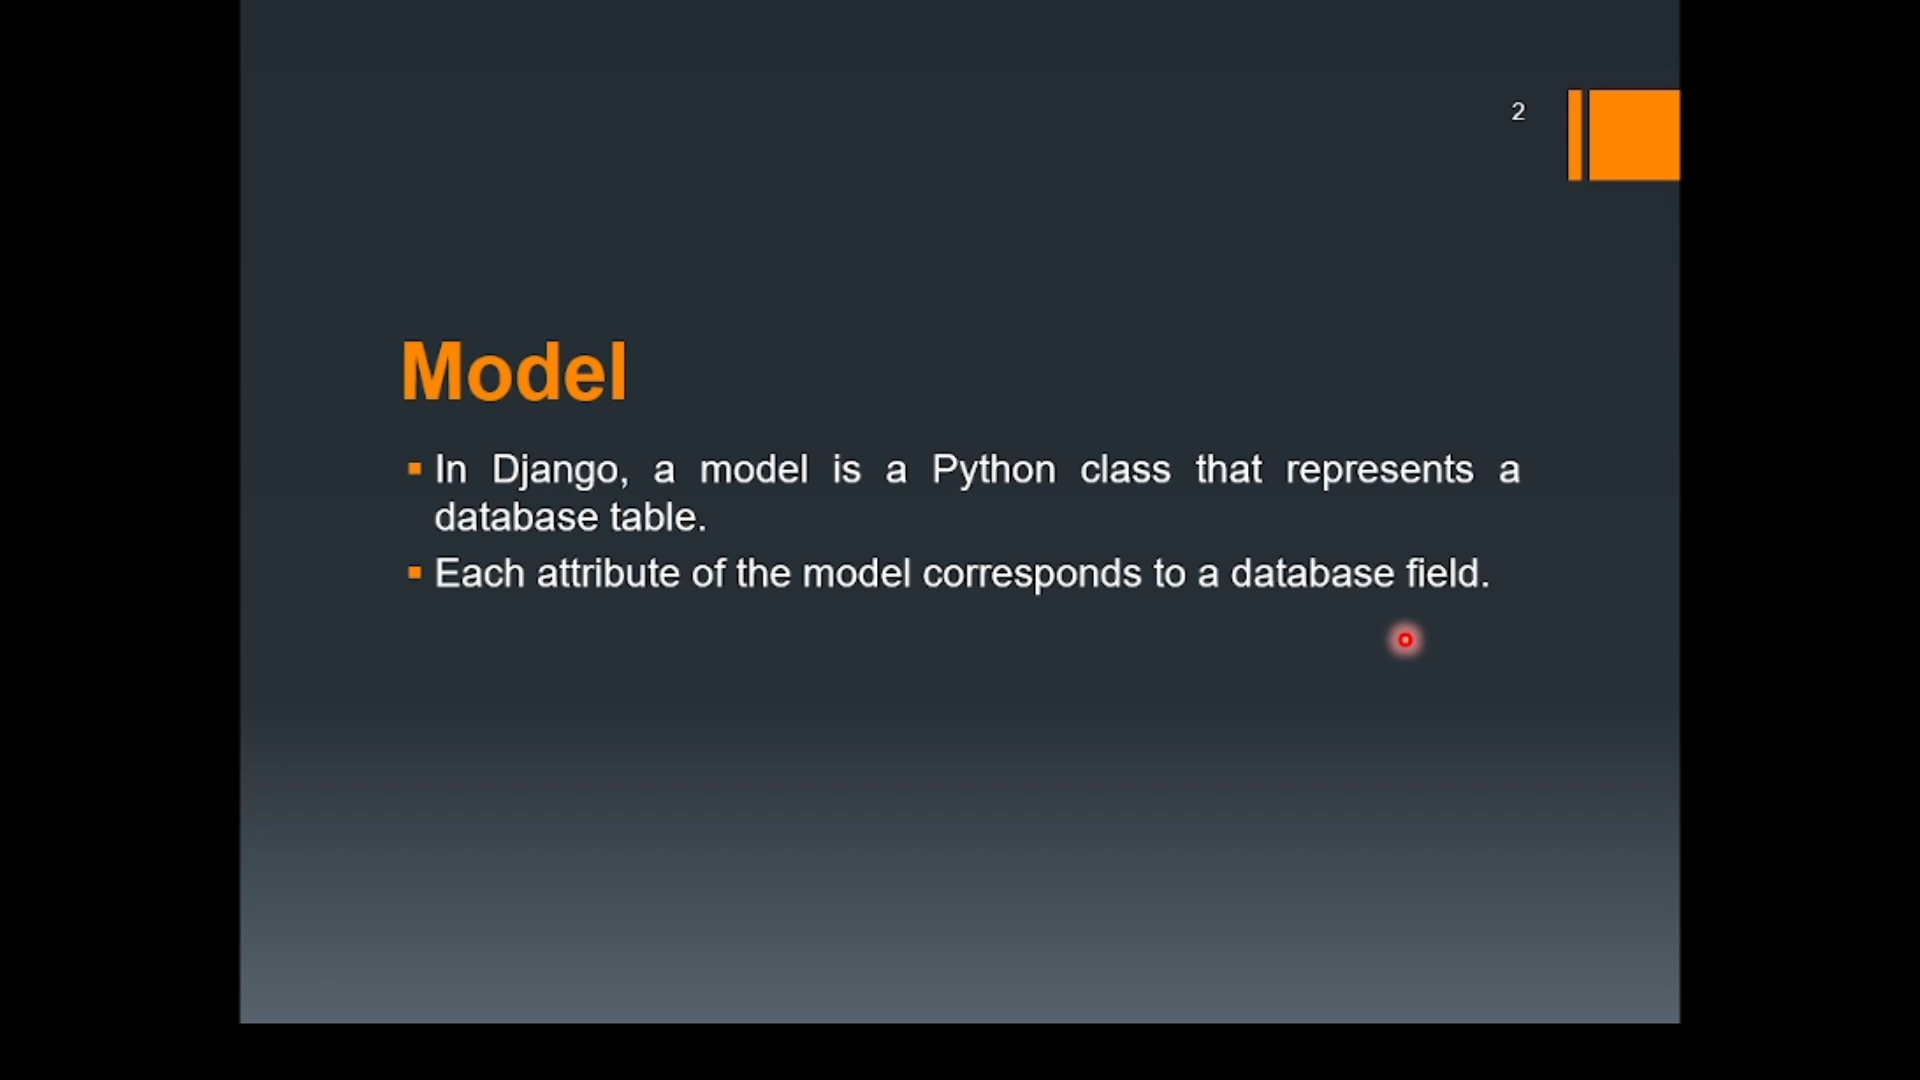 2
Model
In Django, a model is a Python class that represents a
database table.
Each attribute of the model corresponds to a database field.